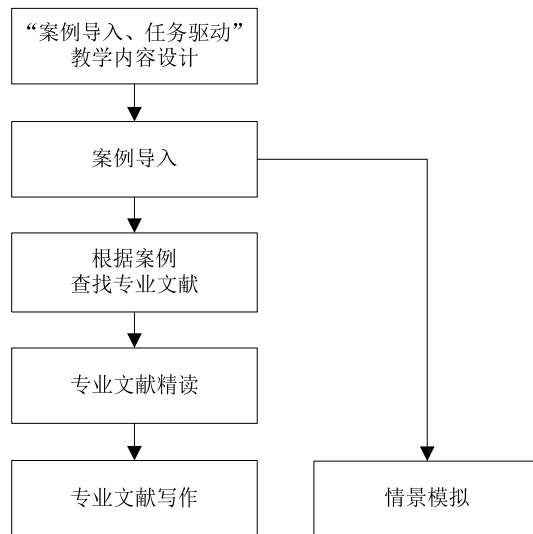 “案例导入、任务驱动”
教学内容设计
案例导入
根据案例
查找专业文献
专业文献精读
专业文献写作
情景模拟